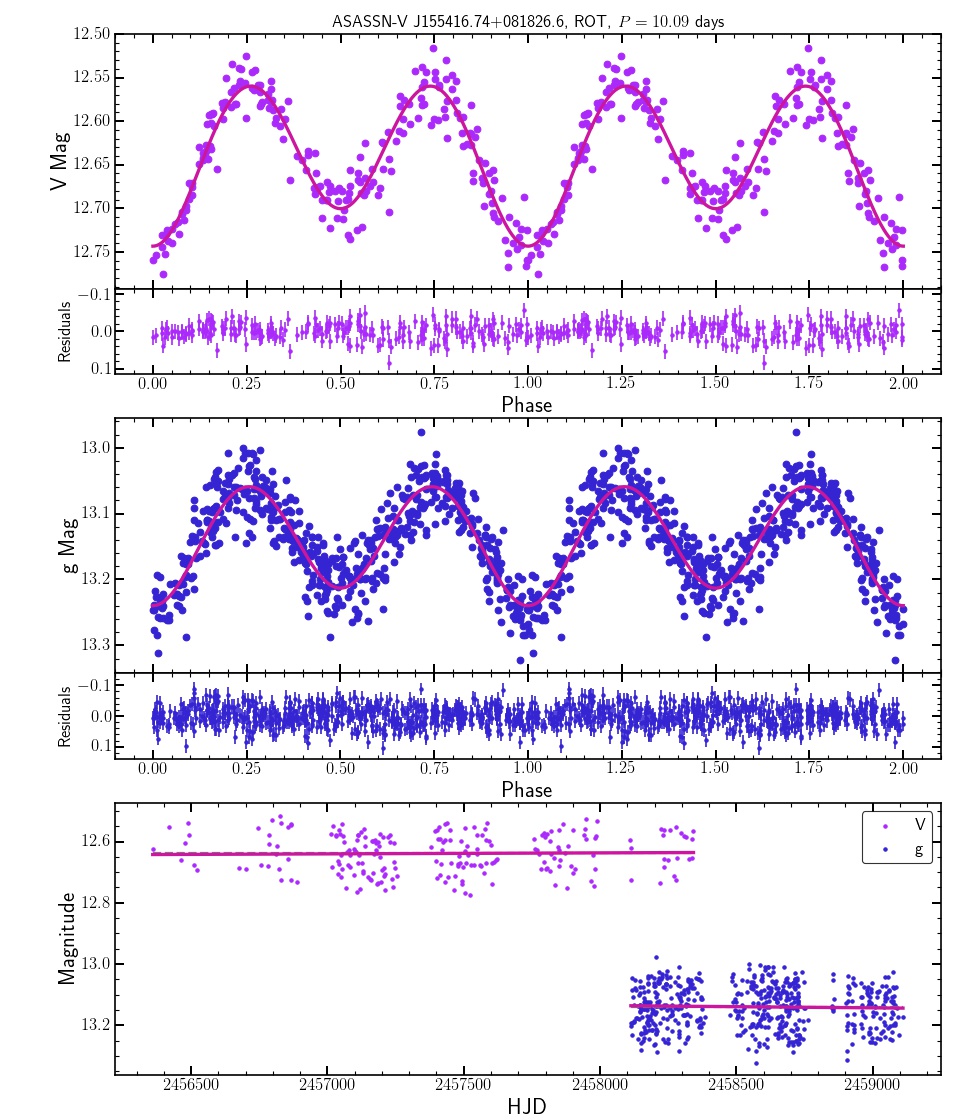 ASASSN-V J155416.74+081826.6, ROT, P = 10.09 days
12.50
12.55
12.60
12.65
12.70
12.75
V Mag
−0.1
0.0
0.1
Residuals
0.00 0.25 0.50 0.75 1.00 1.25 1.50 1.75 2.00
Phase
13.0
13.1
13.2
13.3
g Mag
−0.1
0.0
0.1
Residuals
0.00 0.25 0.50 0.75 1.00 1.25 1.50 1.75 2.00
Phase
V
g
12.6
12.8
13.0
13.2
Magnitude
2456500 2457000 2457500 2458000 2458500 2459000
HJD